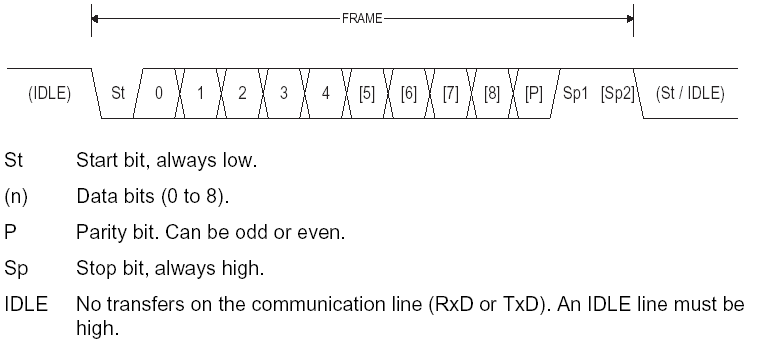 FRAME
(IDLE) St 0 1 2 3 4 [5] [6] [7] [8] [P] Sp1 [Sp2] (St / IDLE)
St Start bit, always low.
(n) Data bits (0 to 8).
P Parity bit. Can be odd or even.
Sp Stop bit, always high.
IDLE No transfers on the communication line (RxD or TxD). An IDLE line must be
high.